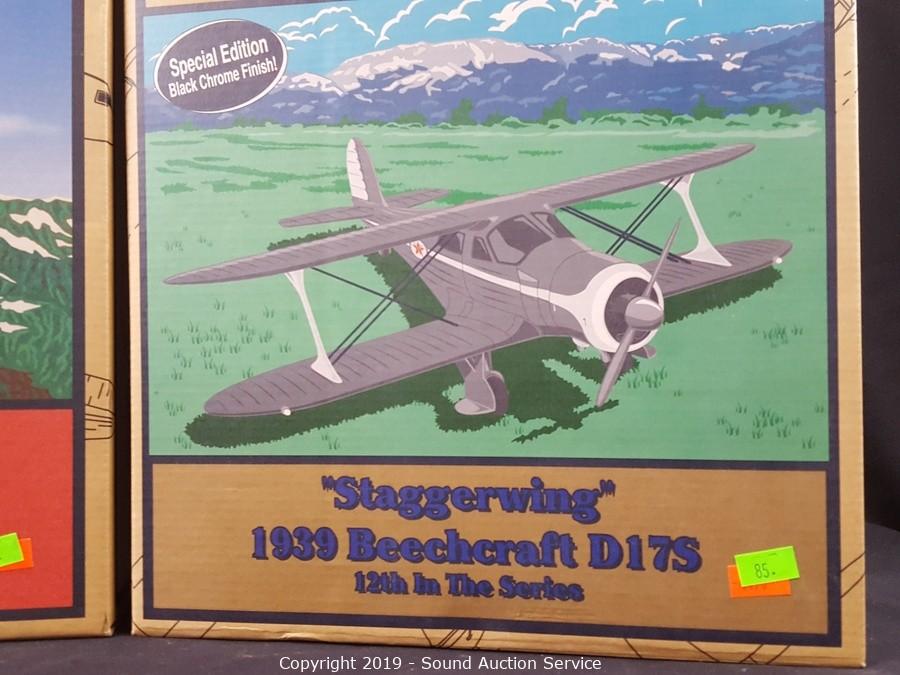 Special Edition
Black Chrome Finish!
"Staggerwing"
1939 Beechcraft D17S
12th In The Series
85.
Copyright 2019 - Sound Auction Service